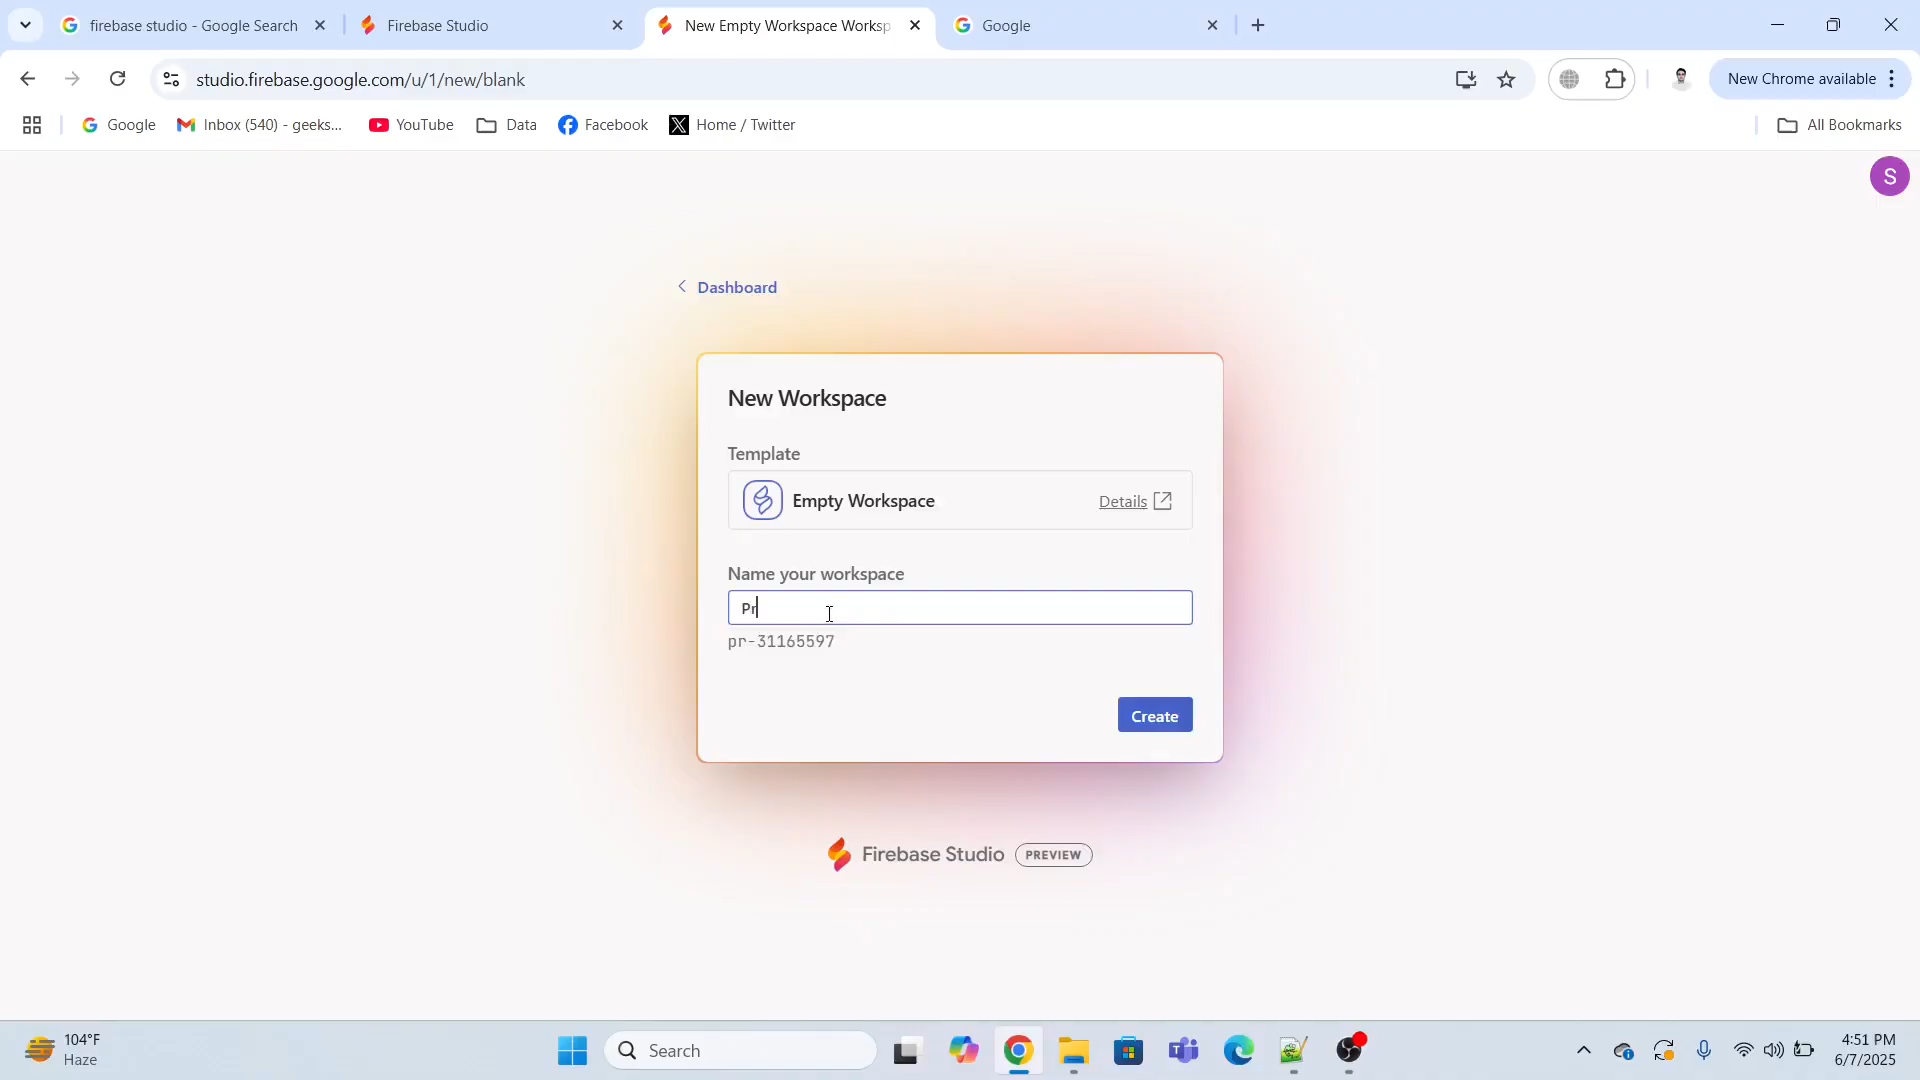 firebase studio - Google Search
Firebase Studio
New Empty Workspace Worksp
Google
studio.firebase.google.com/u/1/new/blank
New Chrome available
Google
Inbox (540) - geeks...
YouTube
Data
Facebook
Home / Twitter
All Bookmarks
S
Dashboard
New Workspace
Template
Empty Workspace
Details
Name your workspace
Pr
pr-31165597
Create
Firebase Studio
PREVIEW
104°F
Haze
Search
4:51 PM
6/7/2025